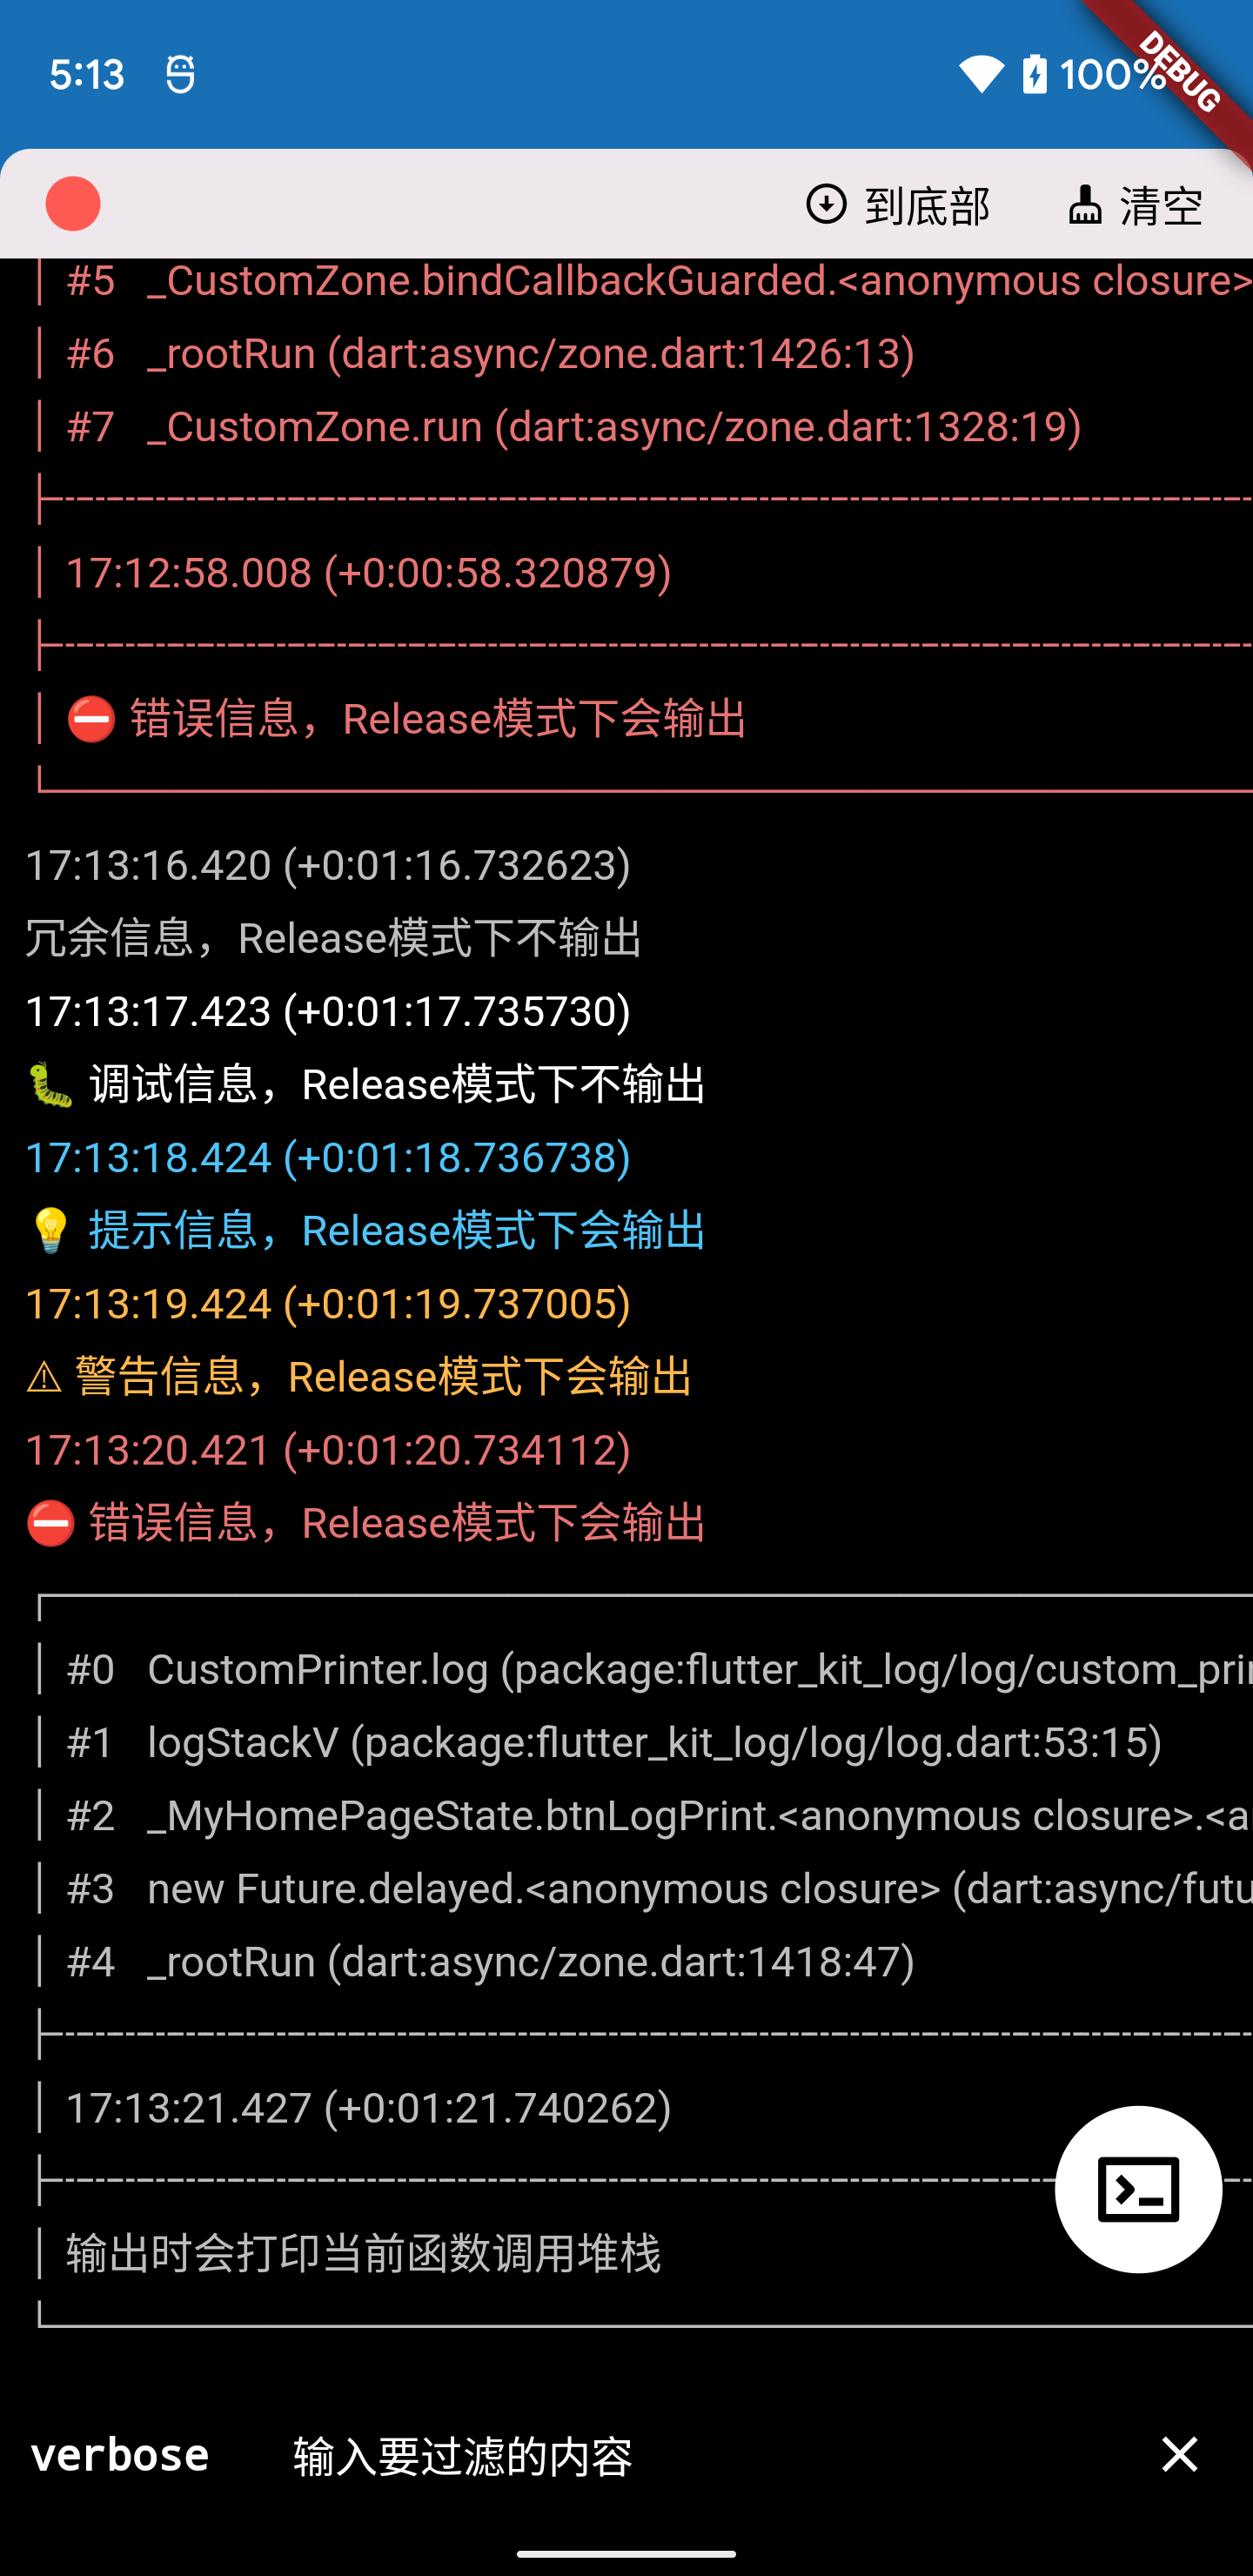 5:13 100%
DEBUG
到底部 清空
#5 _CustomZone.bindCallbackGuarded.<anonymous closure>
#6 _rootRun (dart:async/zone.dart:1426:13)
#7 _CustomZone.run (dart:async/zone.dart:1328:19)
17:12:58.008 (+0:00:58.320879)
⛔ 错误信息，Release模式下会输出
17:13:16.420 (+0:01:16.732623)
冗余信息，Release模式下不输出
17:13:17.423 (+0:01:17.735730)
🐛 调试信息，Release模式下不输出
17:13:18.424 (+0:01:18.736738)
💡 提示信息，Release模式下会输出
17:13:19.424 (+0:01:19.737005)
⚠ 警告信息，Release模式下会输出
17:13:20.421 (+0:01:20.734112)
⛔ 错误信息，Release模式下会输出
#0 CustomPrinter.log (package:flutter_kit_log/log/custom_prin
#1 logStackV (package:flutter_kit_log/log/log.dart:53:15)
#2 _MyHomePageState.btnLogPrint.<anonymous closure>.<a
#3 new Future.delayed.<anonymous closure> (dart:async/futu
#4 _rootRun (dart:async/zone.dart:1418:47)
17:13:21.427 (+0:01:21.740262)
输出时会打印当前函数调用堆栈
verbose 输入要过滤的内容